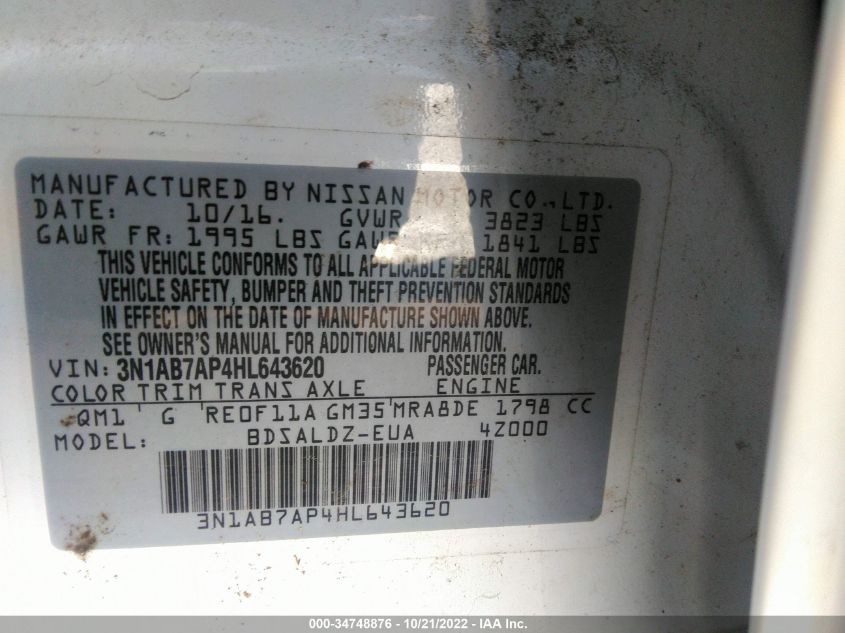 MANUFACTURED BY NISSAN MOTOR CO., LTD.
DATE: 10/16. GVWR 3823 LBS
GAWR FR: 1995 LBS GAWR RR 1841 LBS
THIS VEHICLE CONFORMS TO ALL APPLICABLE FEDERAL MOTOR
VEHICLE SAFETY, BUMPER AND THEFT PREVENTION STANDARDS
IN EFFECT ON THE DATE OF MANUFACTURE SHOWN ABOVE.
SEE OWNER'S MANUAL FOR ADDITIONAL INFORMATION.
VIN: 3N1AB7AP4HL643620 PASSENGER CAR.
COLOR TRIM TRANS AXLE ENGINE
QM1 G RE0F11A GM35 MRA8DE 1798 CC
MODEL: BDSALDZ-EUA 4Z000
3N1AB7AP4HL643620
000-34748876 - 10/21/2022 - IAA Inc.